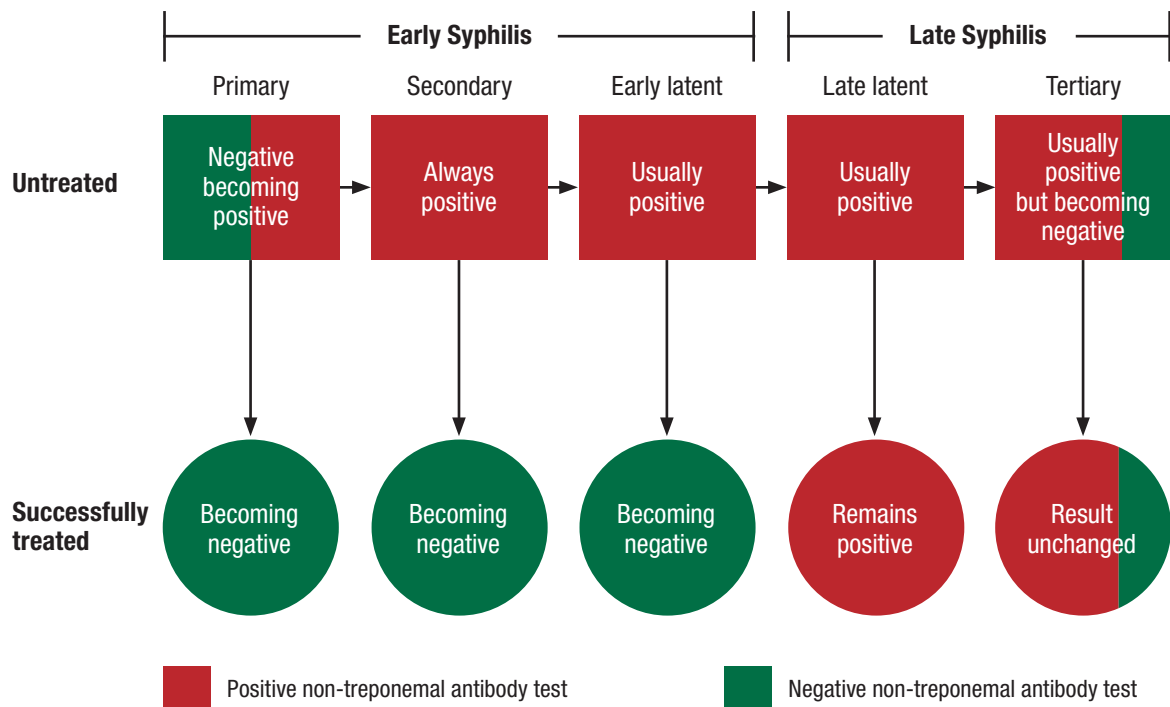 Early Syphilis
Late Syphilis
Primary
Secondary
Early latent
Late latent
Tertiary
Untreated
Negative
becoming
positive
Always
positive
Usually
positive
Usually
positive
Usually
positive
but becoming
negative
Successfully
treated
Becoming
negative
Becoming
negative
Becoming
negative
Remains
positive
Result
unchanged
Positive non-treponemal antibody test
Negative non-treponemal antibody test